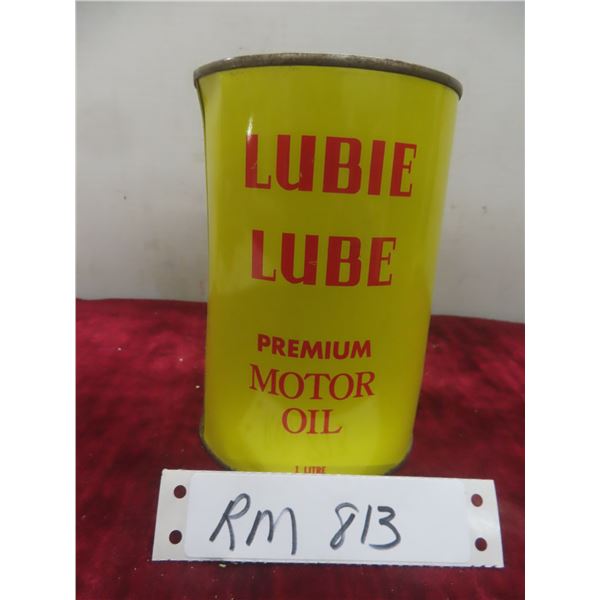 LUBIE
LUBE
PREMIUM
MOTOR
OIL
1 LITRE
RM 813